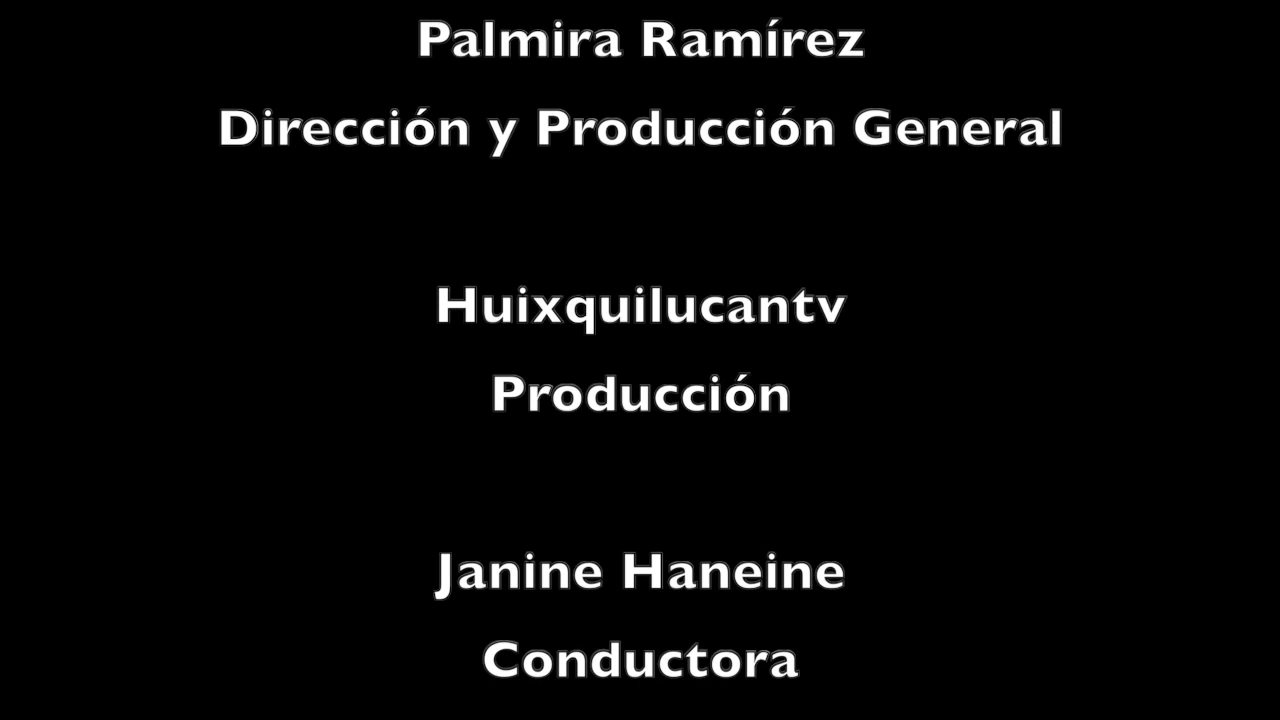 Palmira Ramírez
Dirección y Producción General
Huixquilucantv
Producción
Janine Haneine
Conductora